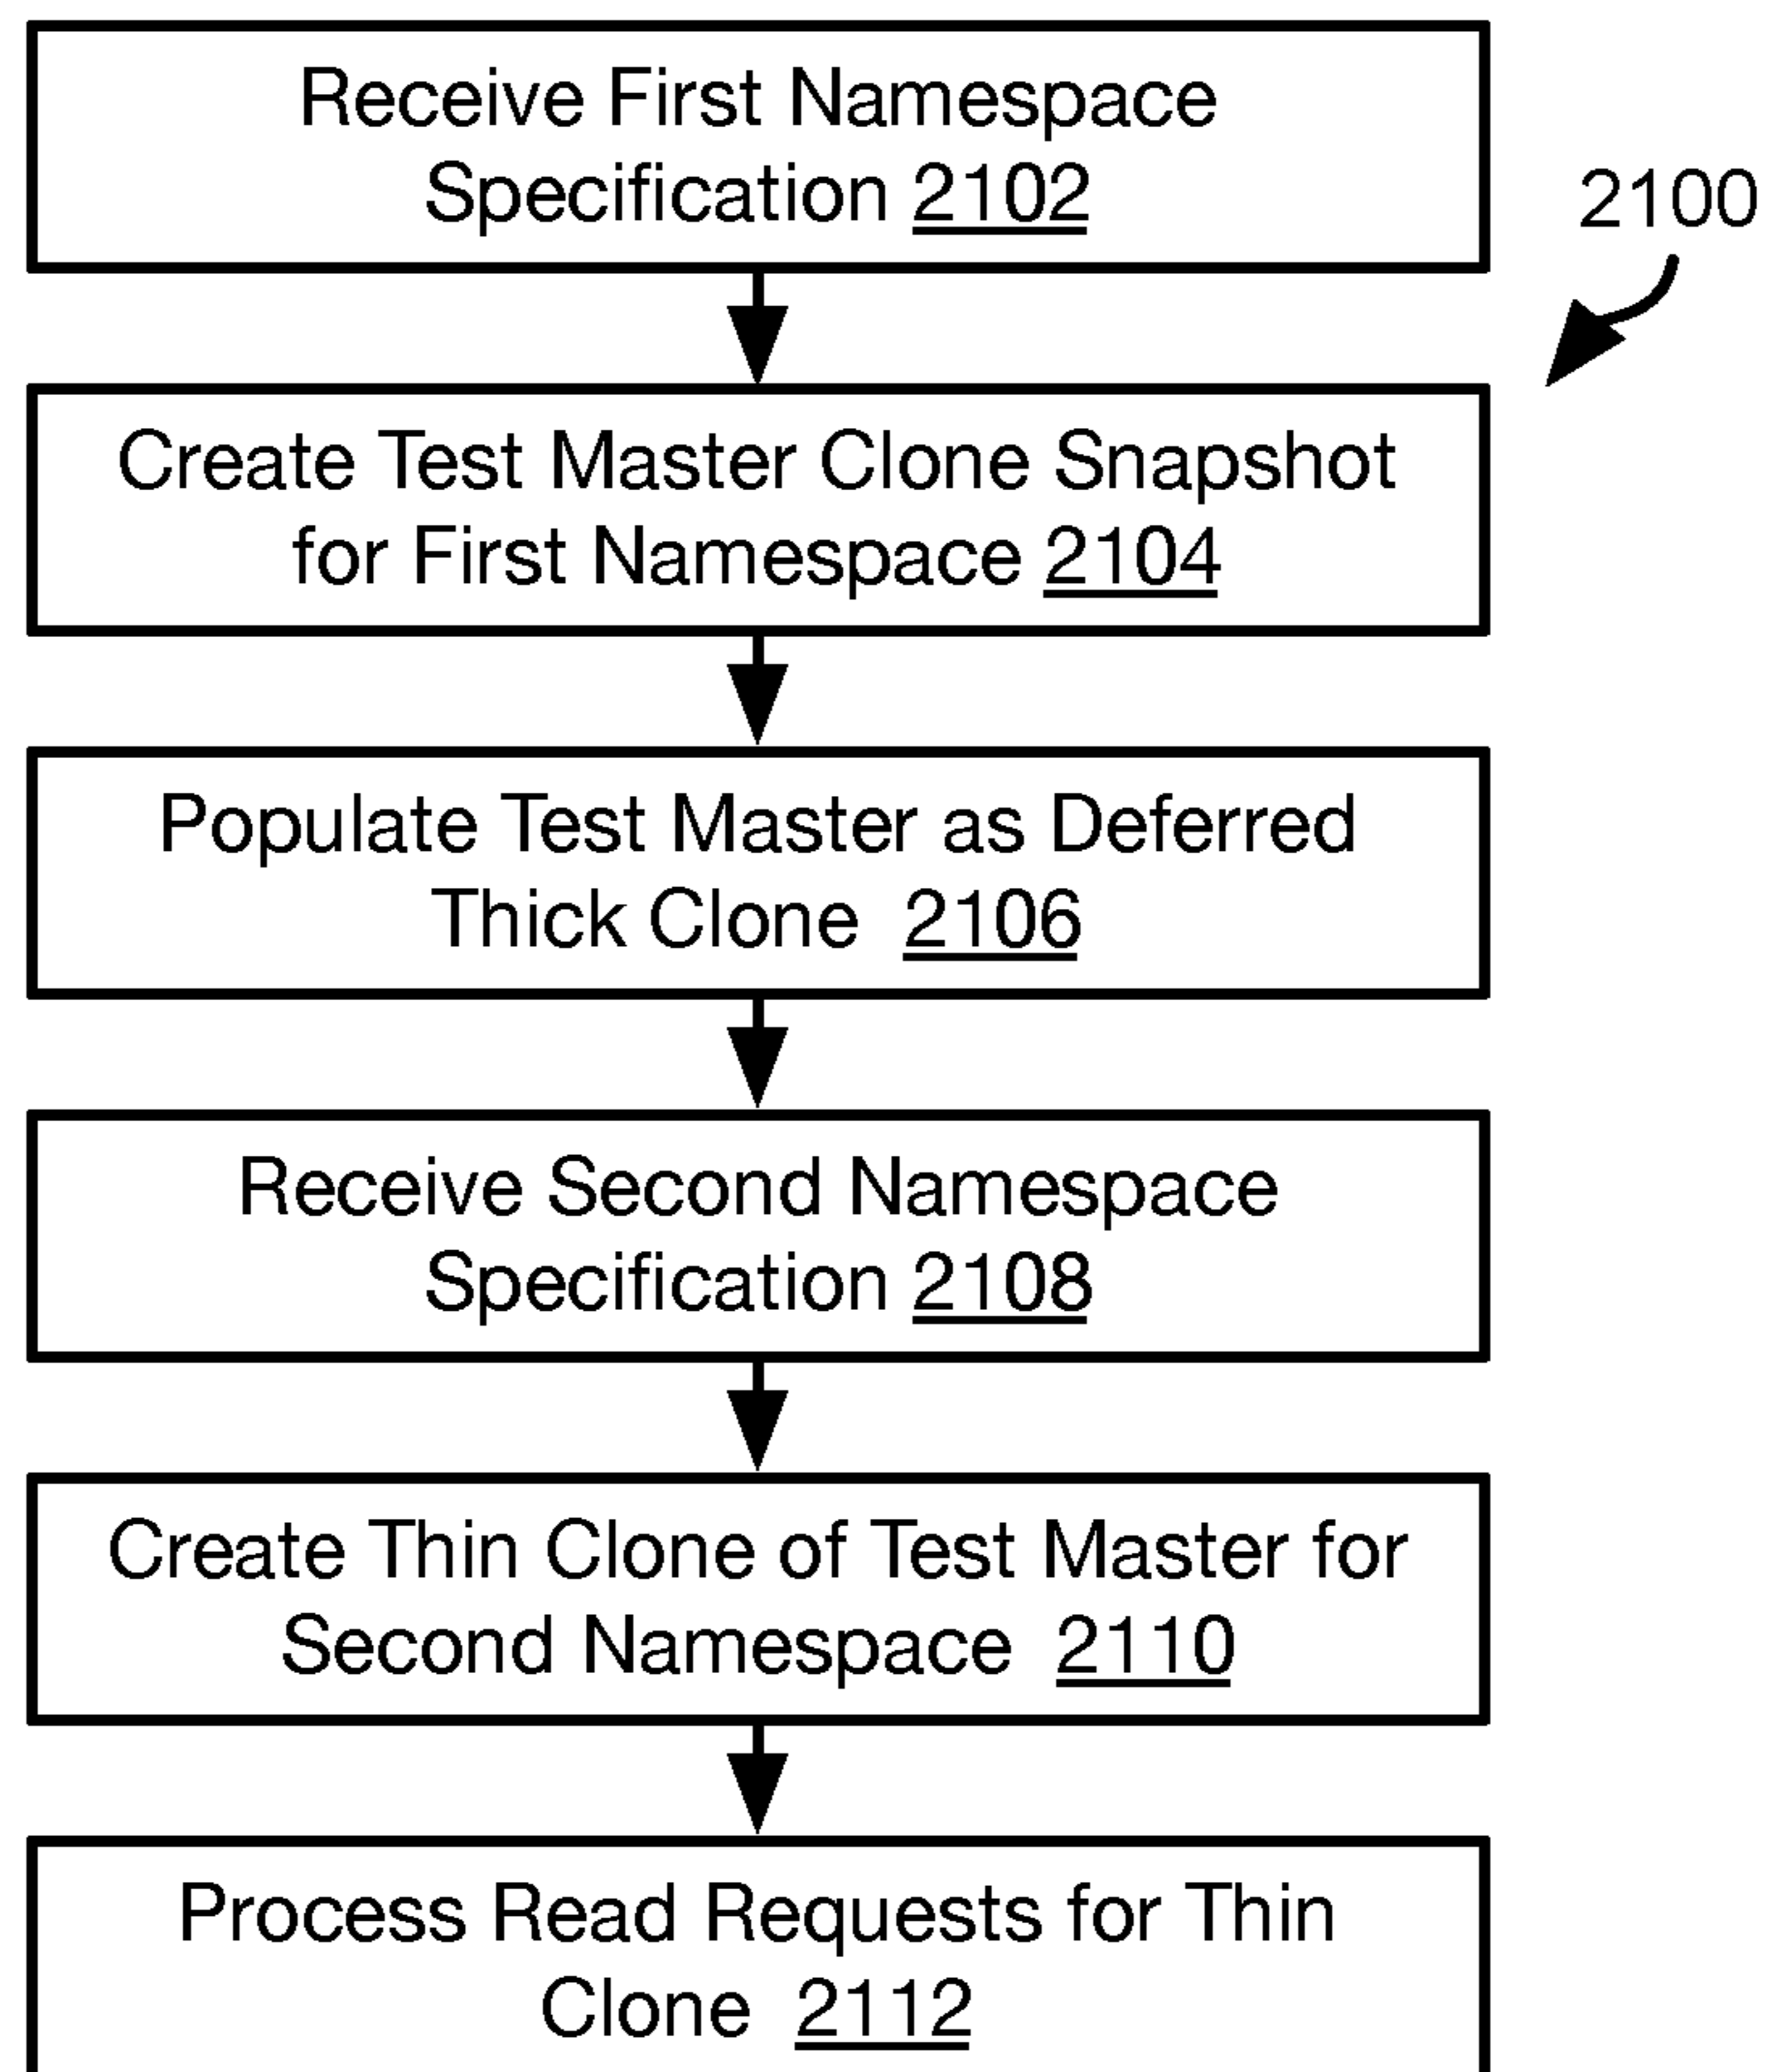 Receive First Namespace
Specification 2102
2100
Create Test Master Clone Snapshot
for First Namespace 2104
Populate Test Master as Deferred
Thick Clone 2106
Receive Second Namespace
Specification 2108
Create Thin Clone of Test Master for
Second Namespace 2110
Process Read Requests for Thin
Clone 2112